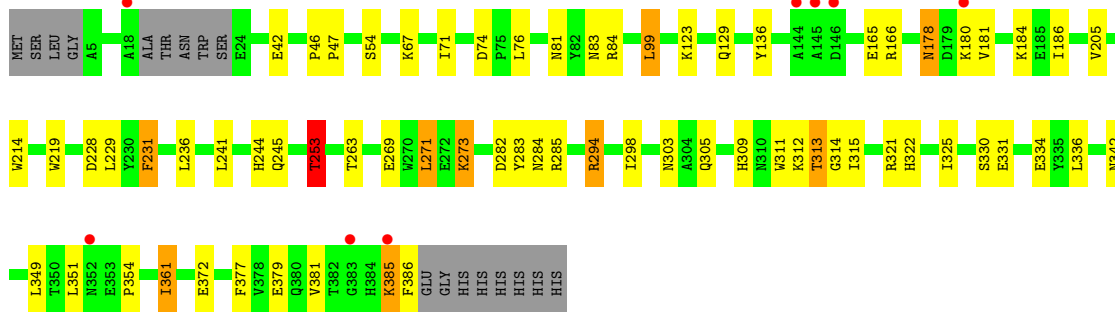 MET SER LEU GLY A5 A18 ALA THR ASN TRP SER E24 E42 P46 P47 S54 K67 I71 D74 P75 L76 N81 Y82 N83 R84 L99 K123 Q129 Y136 A144 A145 D146 E165 R166 N178 D179 K180 V181 K184 E185 I186 V205
W214 W219 D228 L229 Y230 F231 L236 L241 H244 Q245 T253 T263 E269 W270 L271 E272 K273 D282 Y283 N284 R285 R294 I298 N303 A304 Q305 H309 N310 W311 K312 T313 G314 I315 R321 H322 I325 S330 E331 E334 Y335 L336 N342
L349 T350 L351 N352 E353 P354 I361 E372 F377 V378 E379 Q380 V381 T382 G383 H384 K385 F386 GLU GLY HIS HIS HIS HIS HIS HIS